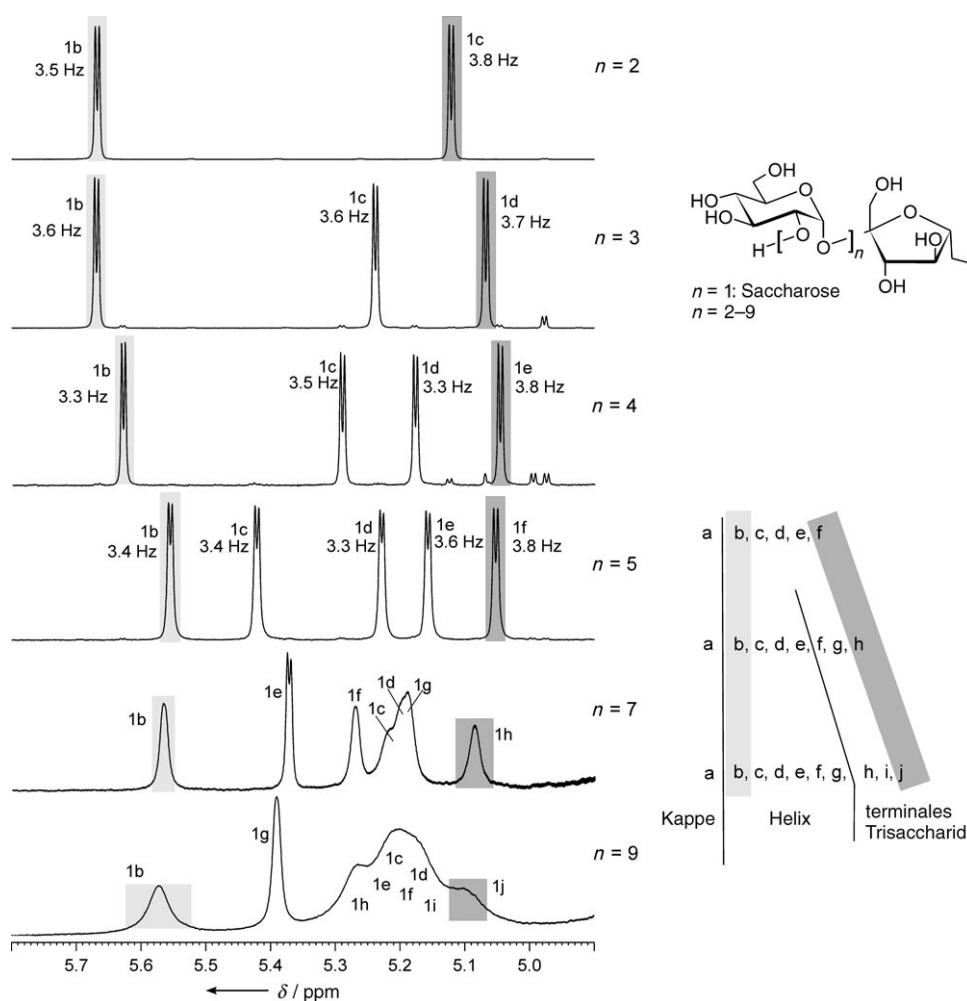 1b
3.5 Hz
1c
3.8 Hz
n = 2
1b
3.6 Hz
1c
3.6 Hz
1d
3.7 Hz
n = 3
1b
3.3 Hz
1c
3.5 Hz
1d
3.3 Hz
1e
3.8 Hz
n = 4
1b
3.4 Hz
1c
3.4 Hz
1d
3.3 Hz
1e
3.6 Hz
1f
3.8 Hz
n = 5
1b
1e
1f
1c
1d
1g
1h
n = 7
1b
1g
1h
1e
1c
1f
1d
1i
1j
n = 9
5.7 5.6 5.5 5.4 5.3 5.2 5.1 5.0
δ / ppm
OH
HO
HO
O
O
H
O
n
OH
O
HO
OH
n = 1: Saccharose
n = 2–9
a b, c, d, e, f
a b, c, d, e, f, g, h
a b, c, d, e, f, g, h, i, j
Kappe Helix terminales
Trisaccharid